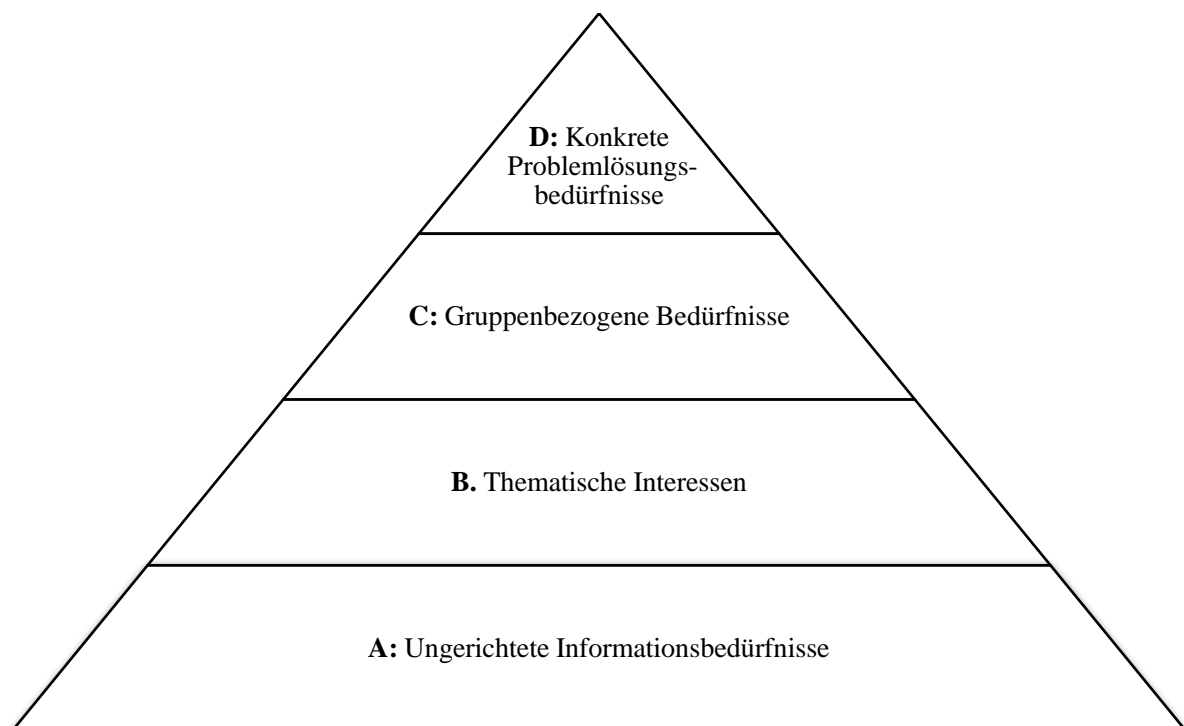 D: Konkrete
Problemlösungs-
bedürfnisse
C: Gruppenbezogene Bedürfnisse
B. Thematische Interessen
A: Ungerichtete Informationsbedürfnisse